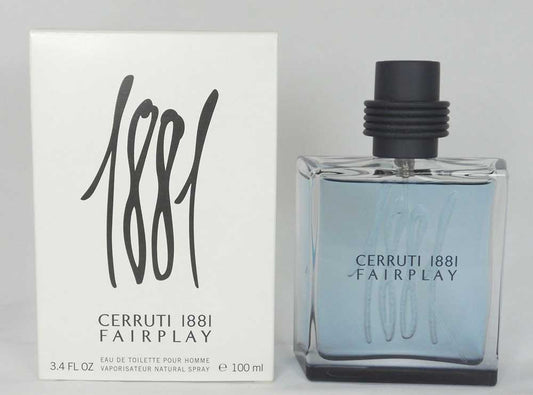 1881
CERRUTI 1881
FAIRPLAY
EAU DE TOILETTE POUR HOMME
3.4 FL OZ VAPORISATEUR NATURAL SPRAY ℮ 100 ml
1881
CERRUTI 1881
FAIRPLAY